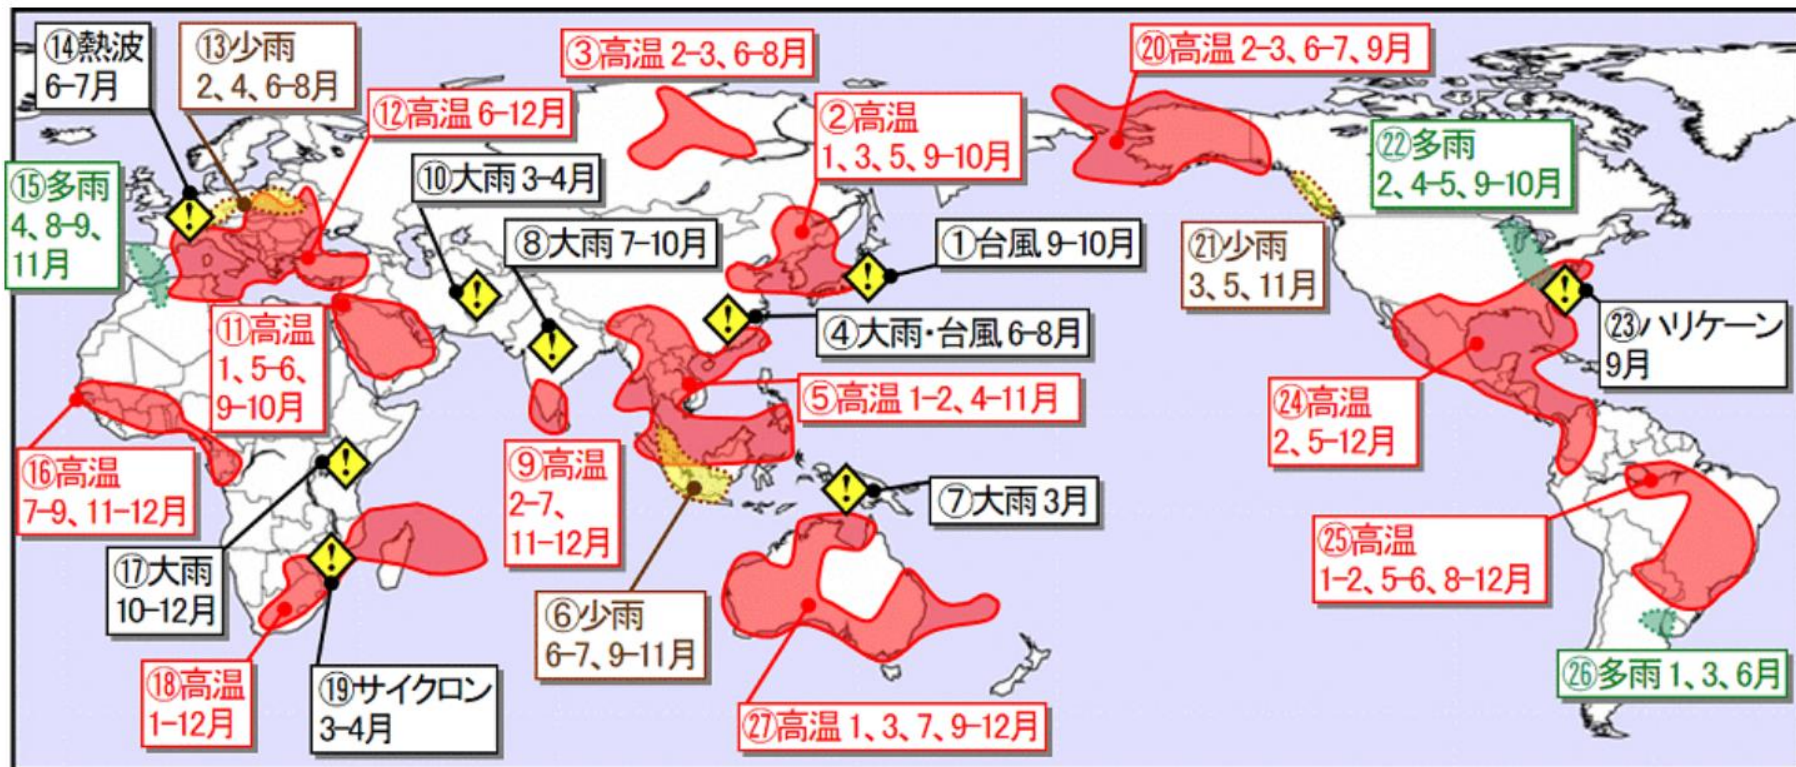 ⑭熱波
6-7月
⑬少雨
2、4、6-8月
③高温 2-3、6-8月
⑳高温 2-3、6-7、9月
⑫高温 6-12月
②高温
1、3、5、9-10月
㉒多雨
2、4-5、9-10月
⑮多雨
4、8-9、
11月
⑩大雨 3-4月
⑧大雨 7-10月
①台風 9-10月
㉑少雨
3、5、11月
⑪高温
1、5-6、
9-10月
④大雨・台風 6-8月
㉓ハリケーン
9月
⑤高温 1-2、4-11月
㉔高温
2、5-12月
⑯高温
7-9、11-12月
⑨高温
2-7、
11-12月
⑦大雨 3月
㉕高温
1-2、5-6、8-12月
⑰大雨
10-12月
⑥少雨
6-7、9-11月
⑱高温
1-12月
⑲サイクロン
3-4月
㉖多雨 1、3、6月
㉗高温 1、3、7、9-12月